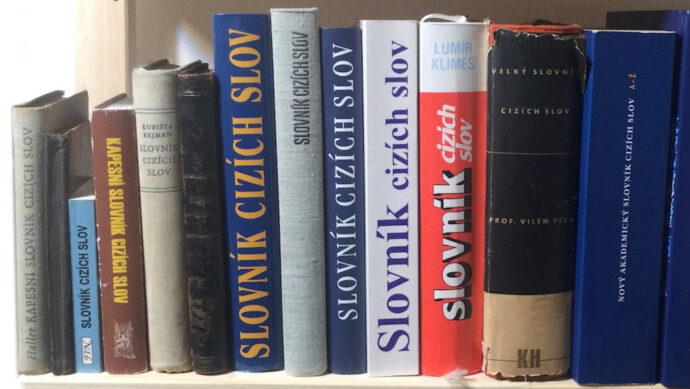 Haller KAPESNÍ SLOVNÍK CIZÍCH SLOV
SLOVNÍK CIZÍCH SLOV
FIN
KAPESNÍ SLOVNÍK CIZÍCH SLOV
KUBIŠTA
REJMAN
SLOVNÍK
CIZÍCH
SLOV
SLOVNÍK CIZÍCH SLOV
SLOVNÍK CIZÍCH SLOV
SLOVNÍK CIZÍCH SLOV
Slovník cizích slov
LUMÍR
KLIMEŠ
slovník cizích
slov
VELKÝ SLOVNÍK
CIZÍCH SLOV
PROF. VILÉM
KH
NOVÝ AKADEMICKÝ SLOVNÍK CIZÍCH SLOV A-Ž